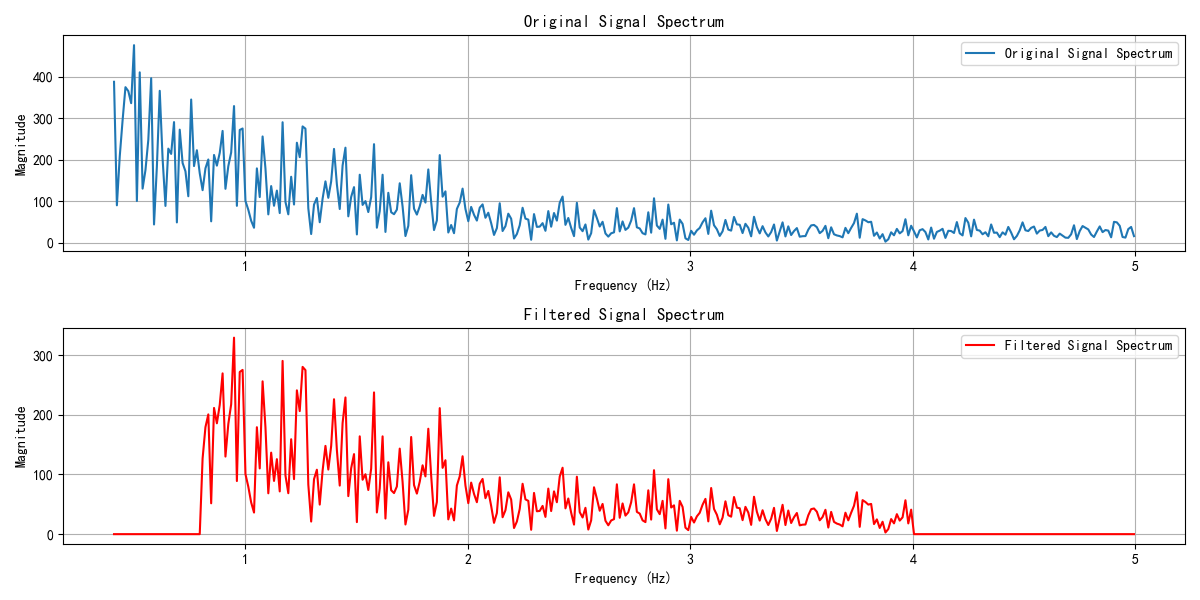 Original Signal Spectrum
Original Signal Spectrum
Magnitude
400
300
200
100
0
1 2 3 4 5
Frequency (Hz)
Filtered Signal Spectrum
Filtered Signal Spectrum
Magnitude
300
200
100
0
1 2 3 4 5
Frequency (Hz)